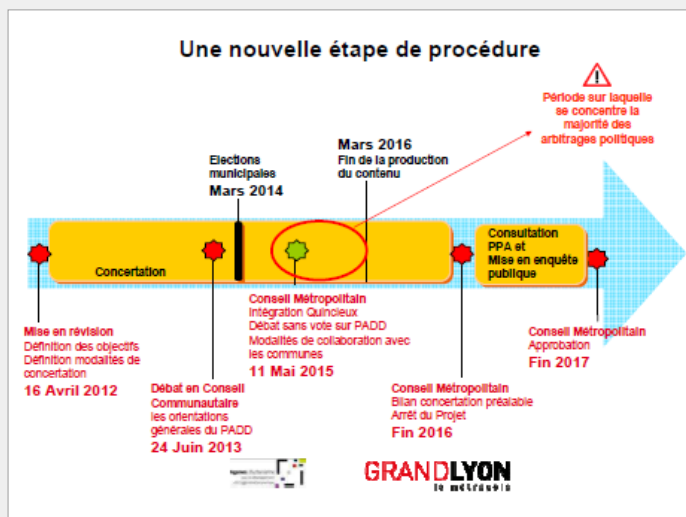 Une nouvelle étape de procédure
Période sur laquelle
se concentre la
majorité des
arbitrages politiques
Elections
municipales
Mars 2014
Mars 2016
Fin de la production
du contenu
Concertation
Consultation
PPA et
Mise en enquête
publique
Mise en révision
Définition des objectifs
Définition modalités de
concertation
16 Avril 2012
Débat en Conseil
Communautaire
les orientations
générales du PADD
24 Juin 2013
Conseil Métropolitain
Intégration Quincieux
Débat sans vote sur PADD
Modalités de collaboration avec
les communes
11 Mai 2015
Conseil Métropolitain
Bilan concertation préalable
Arrêt du Projet
Fin 2016
Conseil Métropolitain
Approbation
Fin 2017
GRANDLYON
la métropole